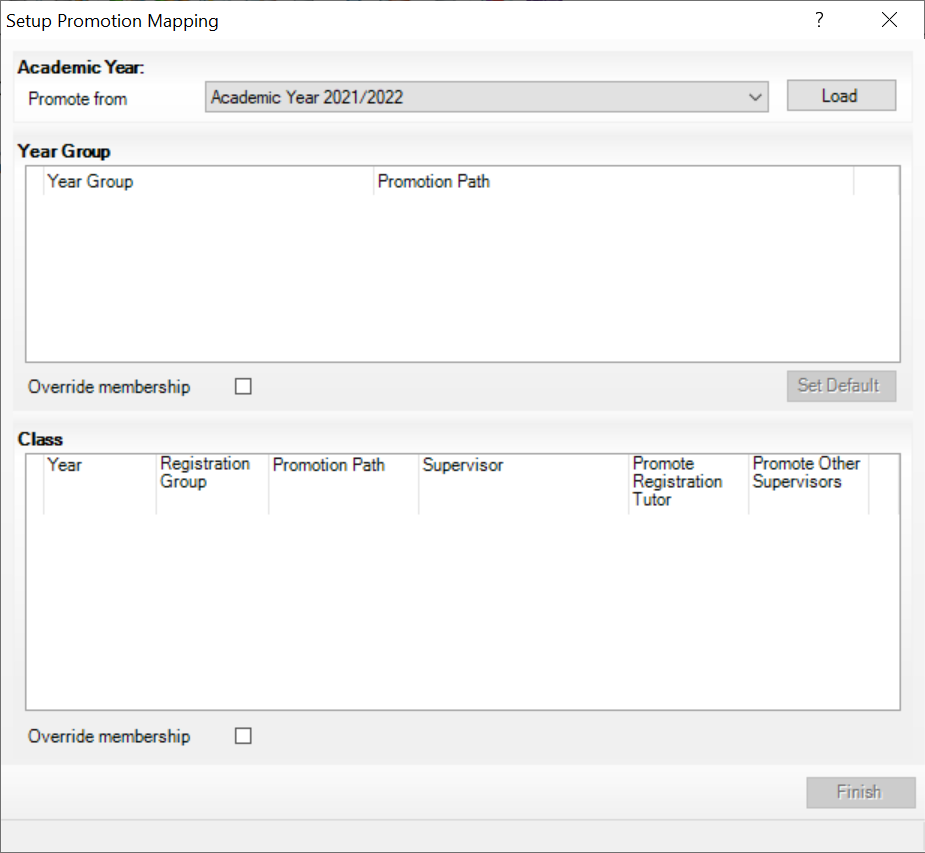 Setup Promotion Mapping ?
Academic Year:
Promote from Academic Year 2021/2022 Load
Year Group
Year Group Promotion Path
Override membership Set Default
Class
Year Registration Group Promotion Path Supervisor Promote Registration Tutor Promote Other Supervisors
Override membership
Finish